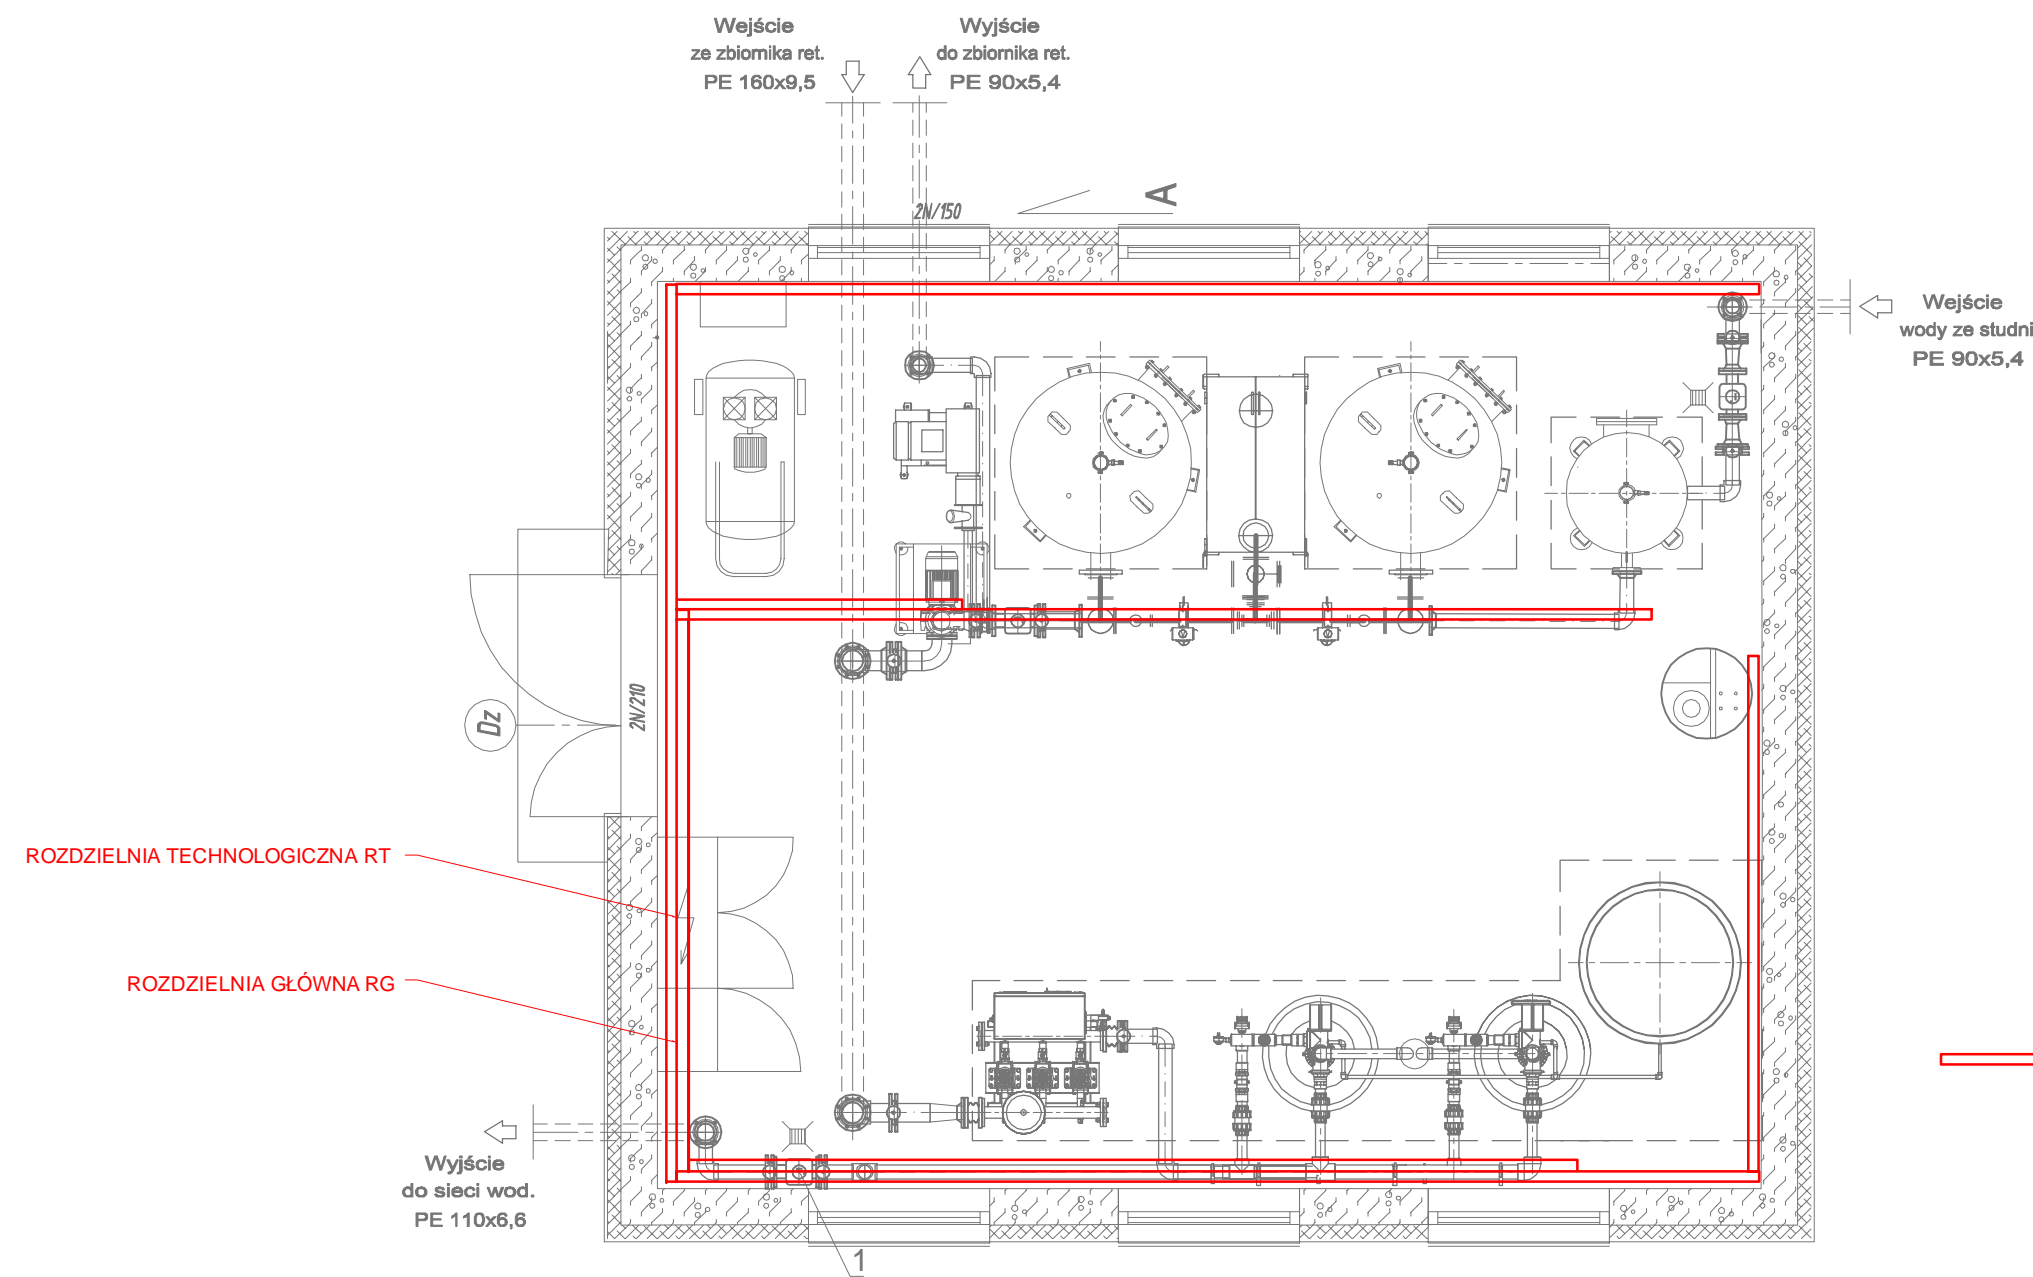 Wejście
ze zbiornika ret.
PE 160x9,5
Wyjście
do zbiornika ret.
PE 90x5,4
2N/150
A
Wejście
wody ze studni
PE 90x5,4
Dz
2N/210
ROZDZIELNIA TECHNOLOGICZNA RT
ROZDZIELNIA GŁÓWNA RG
Wyjście
do sieci wod.
PE 110x6,6
1